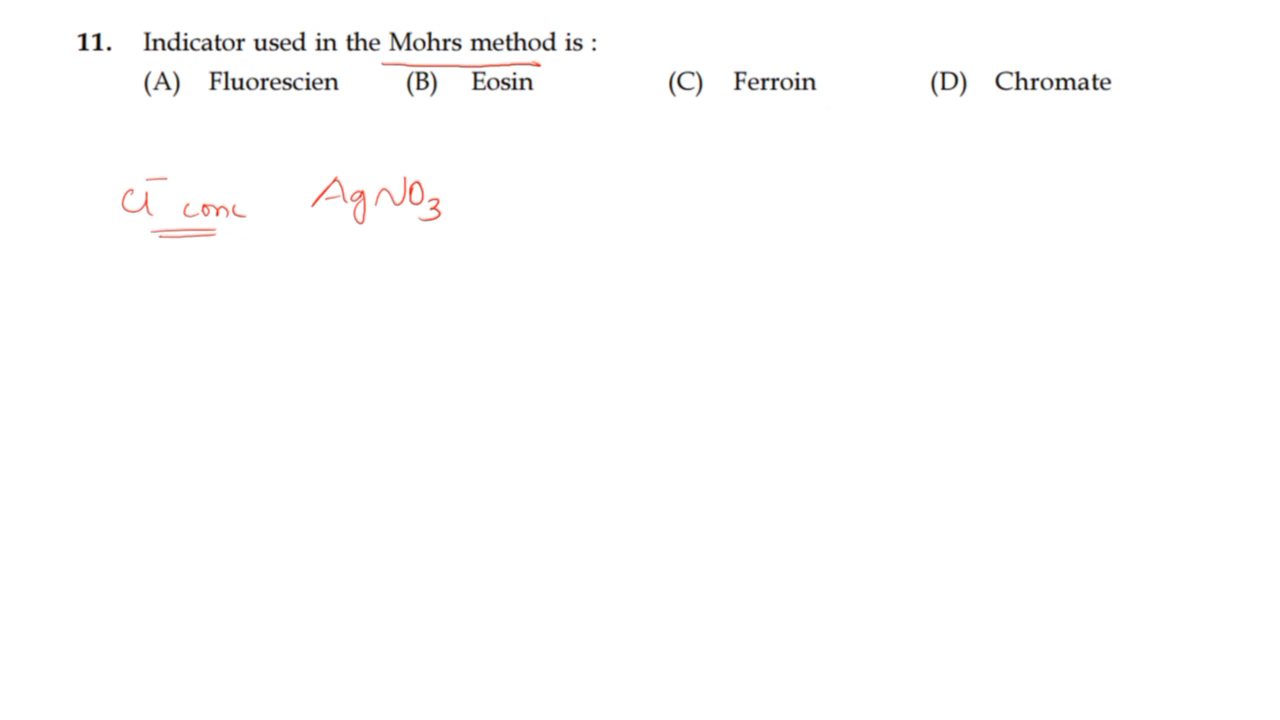 11. Indicator used in the Mohrs method is :
(A) Fluorescien (B) Eosin (C) Ferroin (D) Chromate
Cl⁻ conc AgNO₃